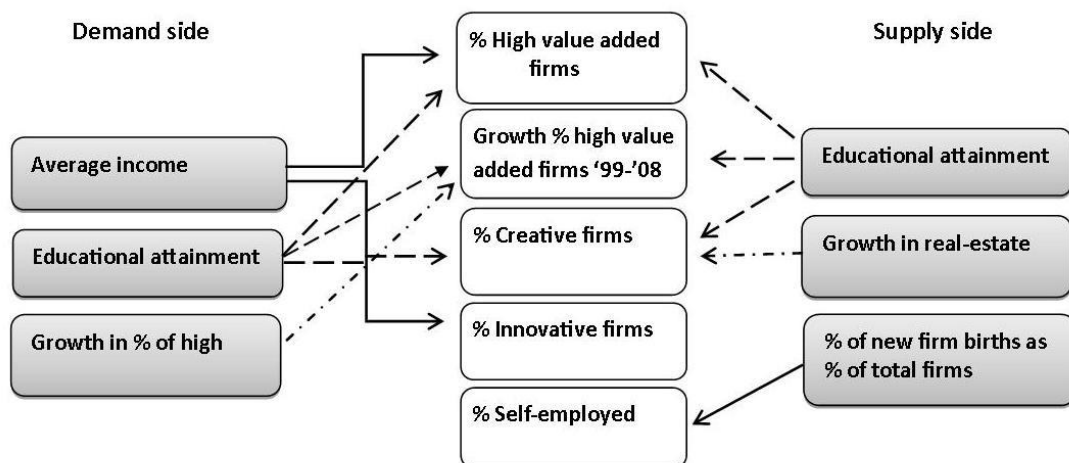 Demand side
Supply side
% High value added
firms
Growth % high value
added firms ‘99-’08
% Creative firms
% Innovative firms
% Self-employed
Average income
Educational attainment
Growth in % of high
Educational attainment
Growth in real-estate
% of new firm births as
% of total firms